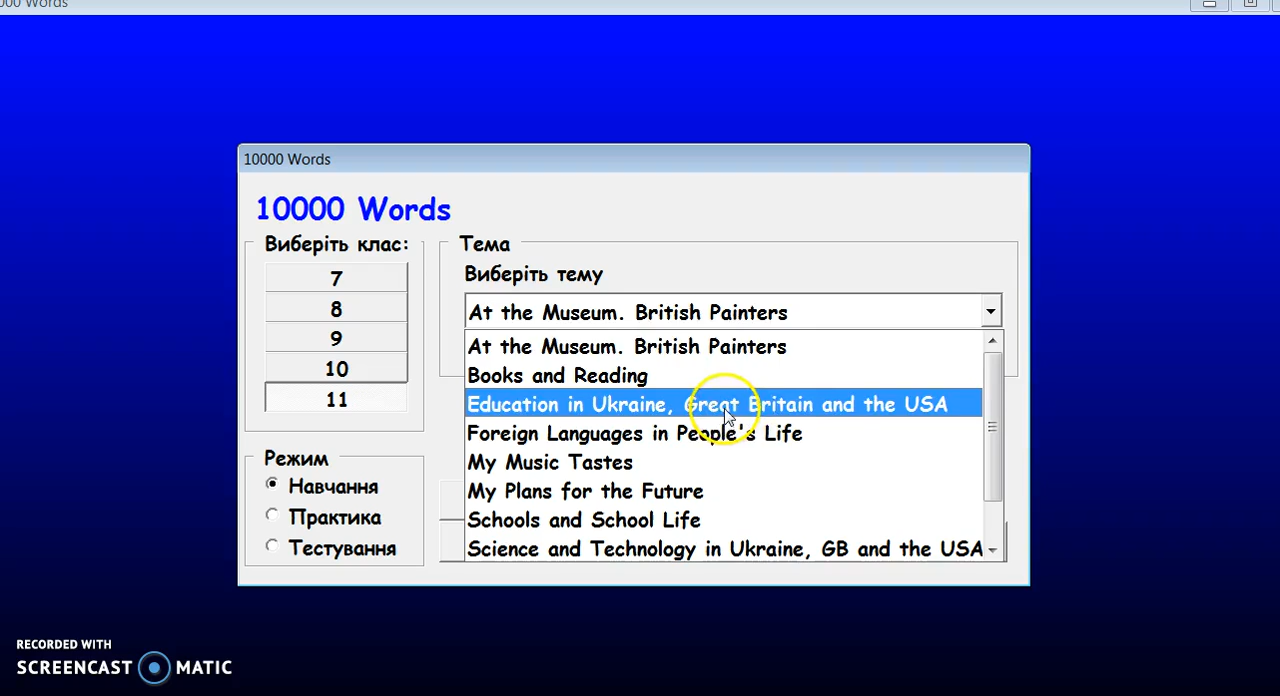 000 Words
10000 Words
10000 Words
Виберіть клас:
7
8
9
10
11
Режим
Навчання
Практика
Тестування
Тема
Виберіть тему
At the Museum. British Painters
At the Museum. British Painters
Books and Reading
Education in Ukraine, Great Britain and the USA
Foreign Languages in People's Life
My Music Tastes
My Plans for the Future
Schools and School Life
Science and Technology in Ukraine, GB and the USA
RECORDED WITH
SCREENCAST MATIC